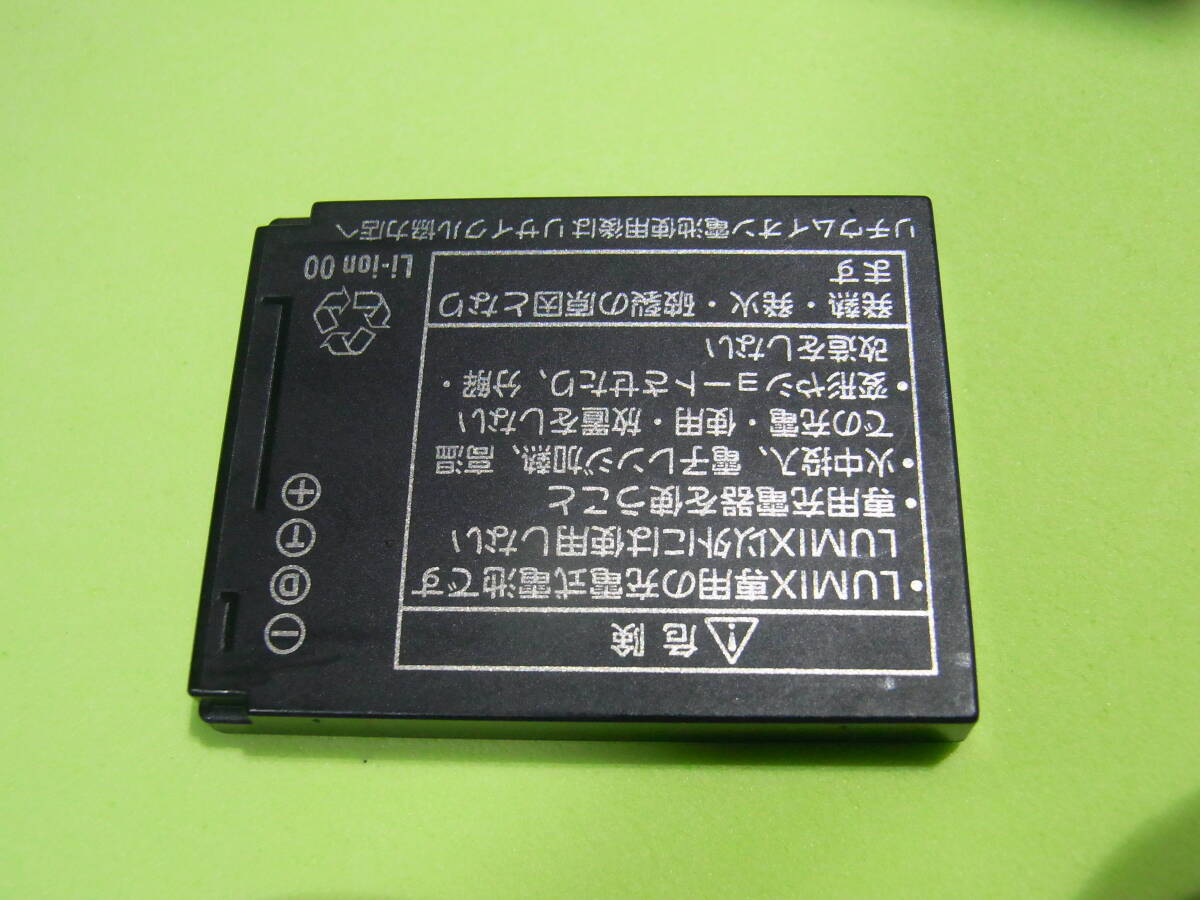 危険
・LUMIX専用の充電式電池です
LUMIX以外には使用しない
・専用充電器を使うこと
・火中投入、電子レンジ加熱、高温
での充電・使用・放置をしない
・変形やショートさせたり、分解・
改造をしない
発熱・発火・破裂の原因となり
ます
リチウムイオン電池使用後はリサイクル協力店へ
− D T +
Li-ion 00